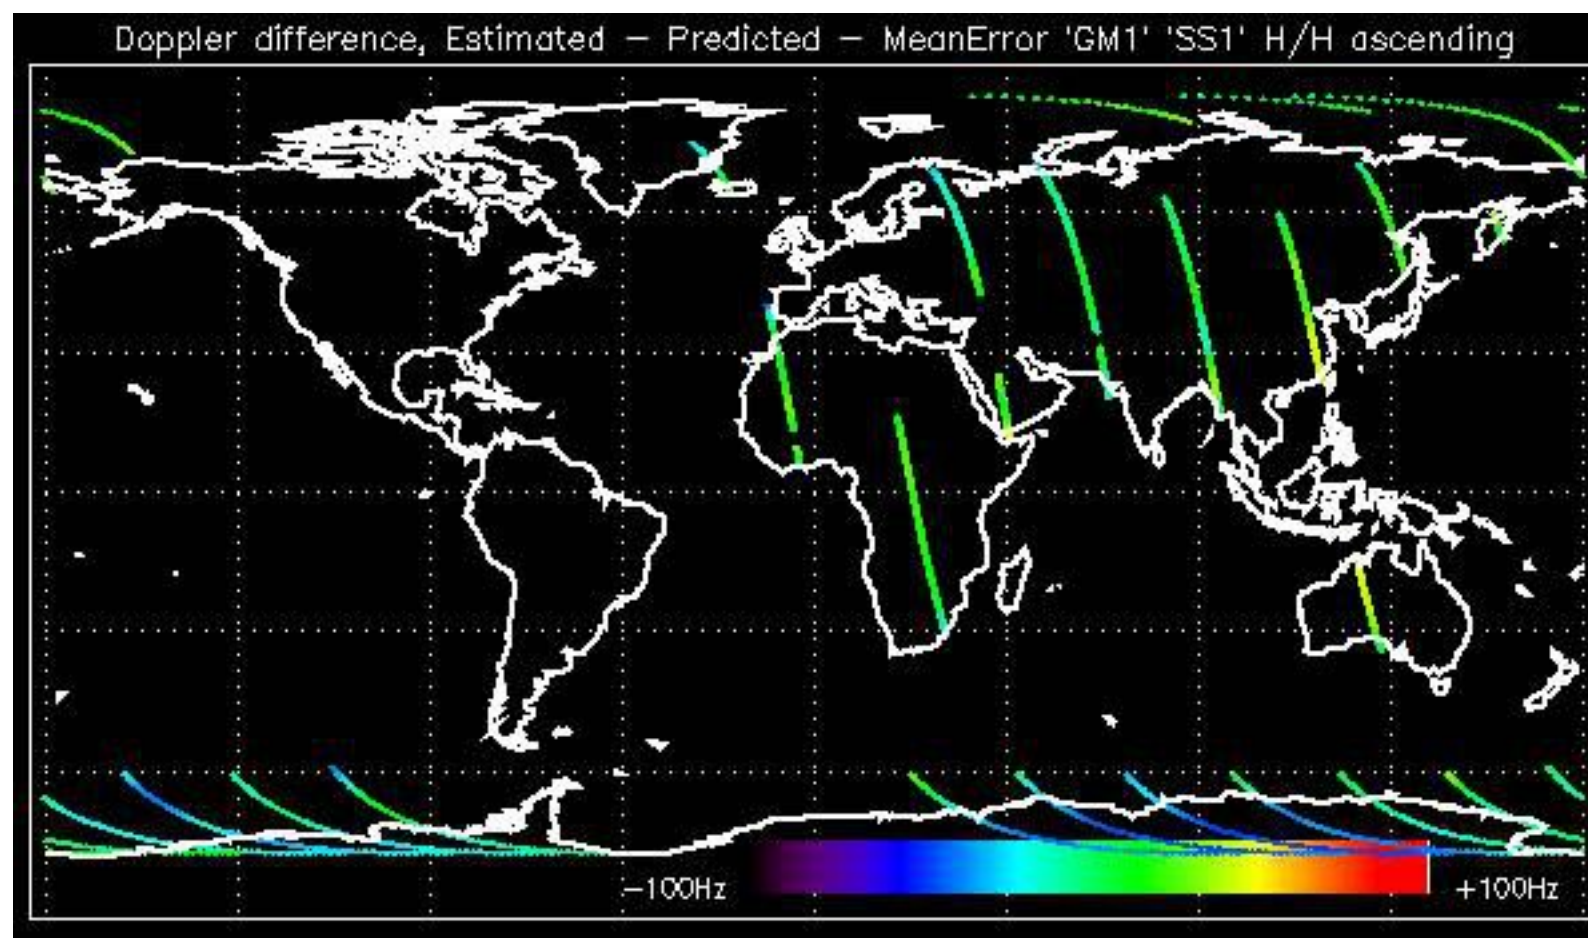 Doppler difference, Estimated – Predicted – MeanError 'GM1' 'SS1' H/H ascending
–100Hz +100Hz